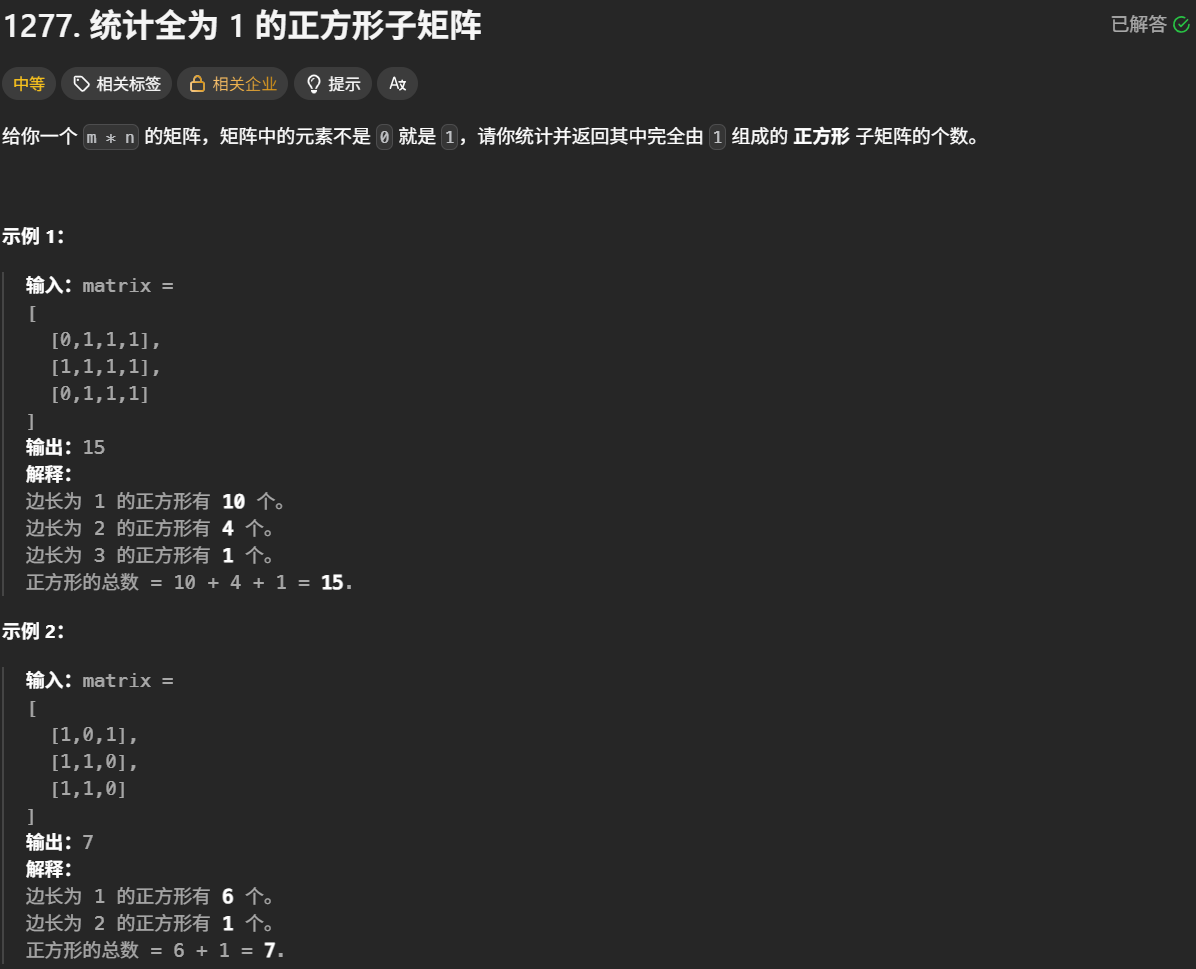 1277. 统计全为 1 的正方形子矩阵
已解答
中等 相关标签 相关企业 提示 Aあ
给你一个 m * n 的矩阵，矩阵中的元素不是 0 就是 1，请你统计并返回其中完全由 1 组成的 正方形 子矩阵的个数。
示例 1：
输入：matrix =
[
[0,1,1,1],
[1,1,1,1],
[0,1,1,1]
]
输出：15
解释：
边长为 1 的正方形有 10 个。
边长为 2 的正方形有 4 个。
边长为 3 的正方形有 1 个。
正方形的总数 = 10 + 4 + 1 = 15.
示例 2：
输入：matrix =
[
[1,0,1],
[1,1,0],
[1,1,0]
]
输出：7
解释：
边长为 1 的正方形有 6 个。
边长为 2 的正方形有 1 个。
正方形的总数 = 6 + 1 = 7.